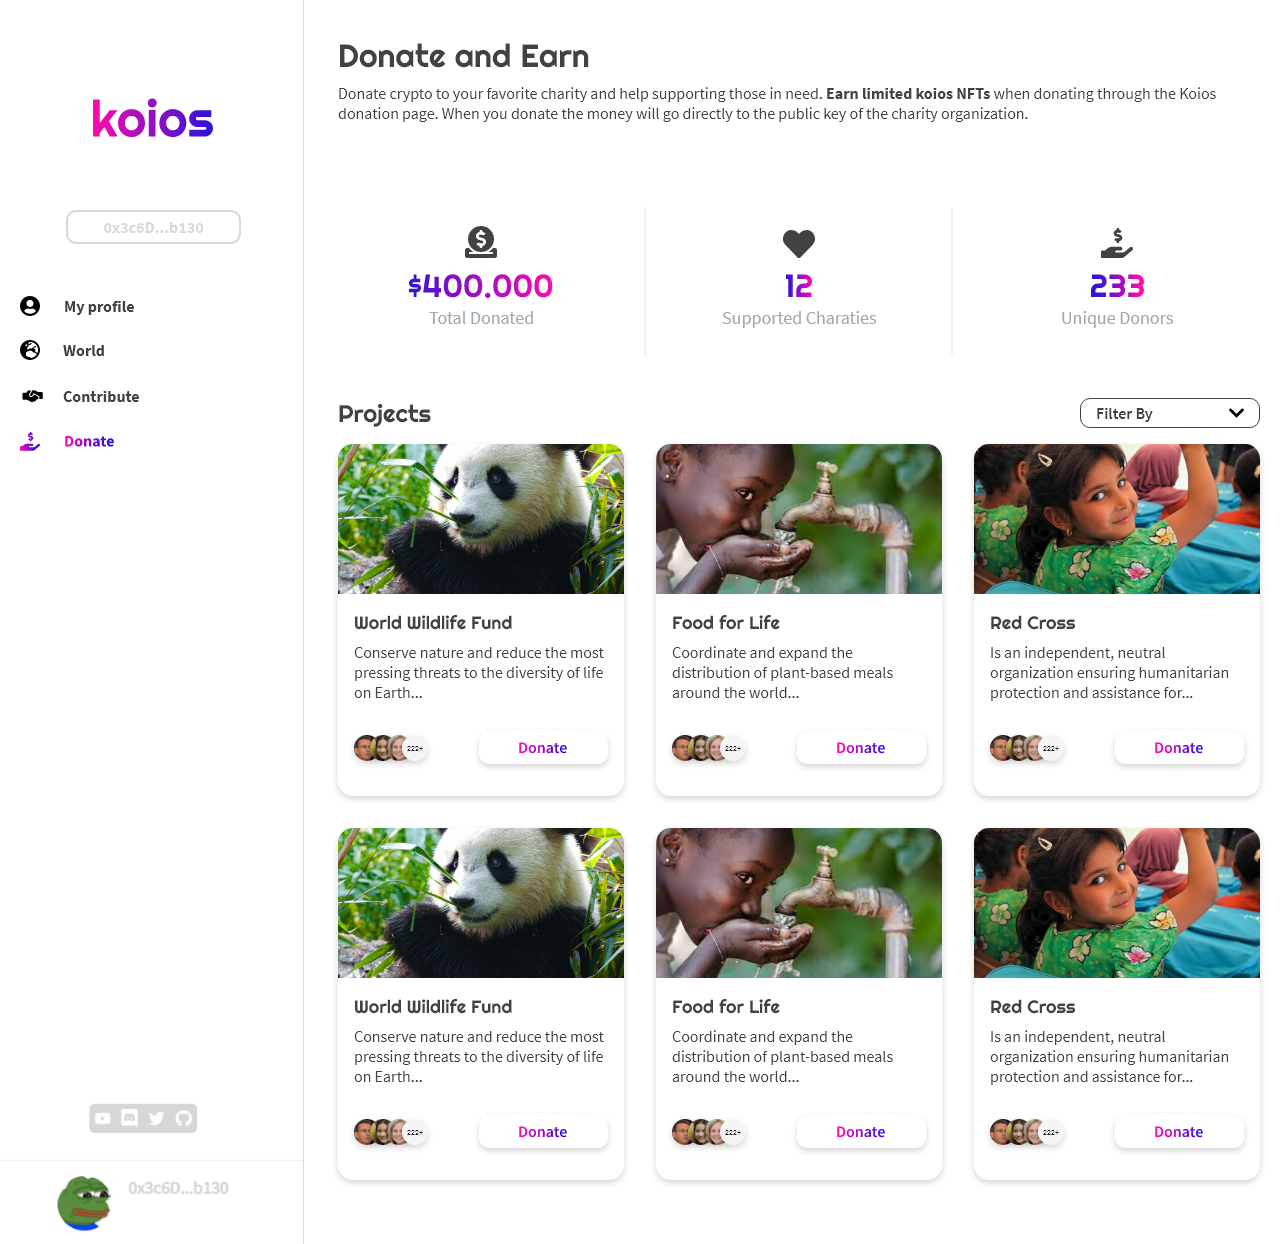 koios
0x3c6D...b130
My profile
World
Contribute
Donate
0x3c6D...b130
Donate and Earn
Donate crypto to your favorite charity and help supporting those in need. Earn limited koios NFTs when donating through the Koios
donation page. When you donate the money will go directly to the public key of the charity organization.
$400.000
Total Donated
12
Supported Charaties
233
Unique Donors
Projects
Filter By
World Wildlife Fund
Conserve nature and reduce the most
pressing threats to the diversity of life
on Earth...
222+
Donate
Food for Life
Coordinate and expand the
distribution of plant-based meals
around the world...
222+
Donate
Red Cross
Is an independent, neutral
organization ensuring humanitarian
protection and assistance for...
222+
Donate
World Wildlife Fund
Conserve nature and reduce the most
pressing threats to the diversity of life
on Earth...
222+
Donate
Food for Life
Coordinate and expand the
distribution of plant-based meals
around the world...
222+
Donate
Red Cross
Is an independent, neutral
organization ensuring humanitarian
protection and assistance for...
222+
Donate